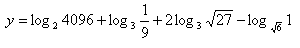 y = log₂ 4096 + log₃ 1/9 + 2log₃ √27 − log_√6 1